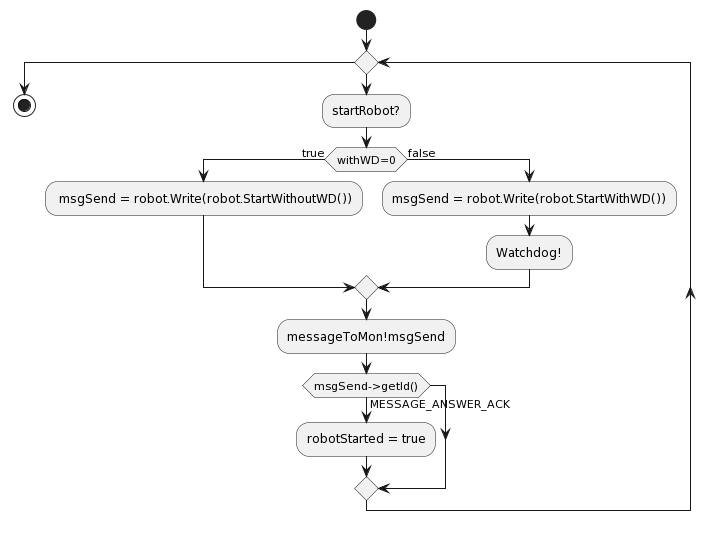 startRobot?
true
withWD=0
false
msgSend = robot.Write(robot.StartWithoutWD())
msgSend = robot.Write(robot.StartWithWD())
Watchdog!
messageToMon!msgSend
msgSend->getId()
MESSAGE_ANSWER_ACK
robotStarted = true